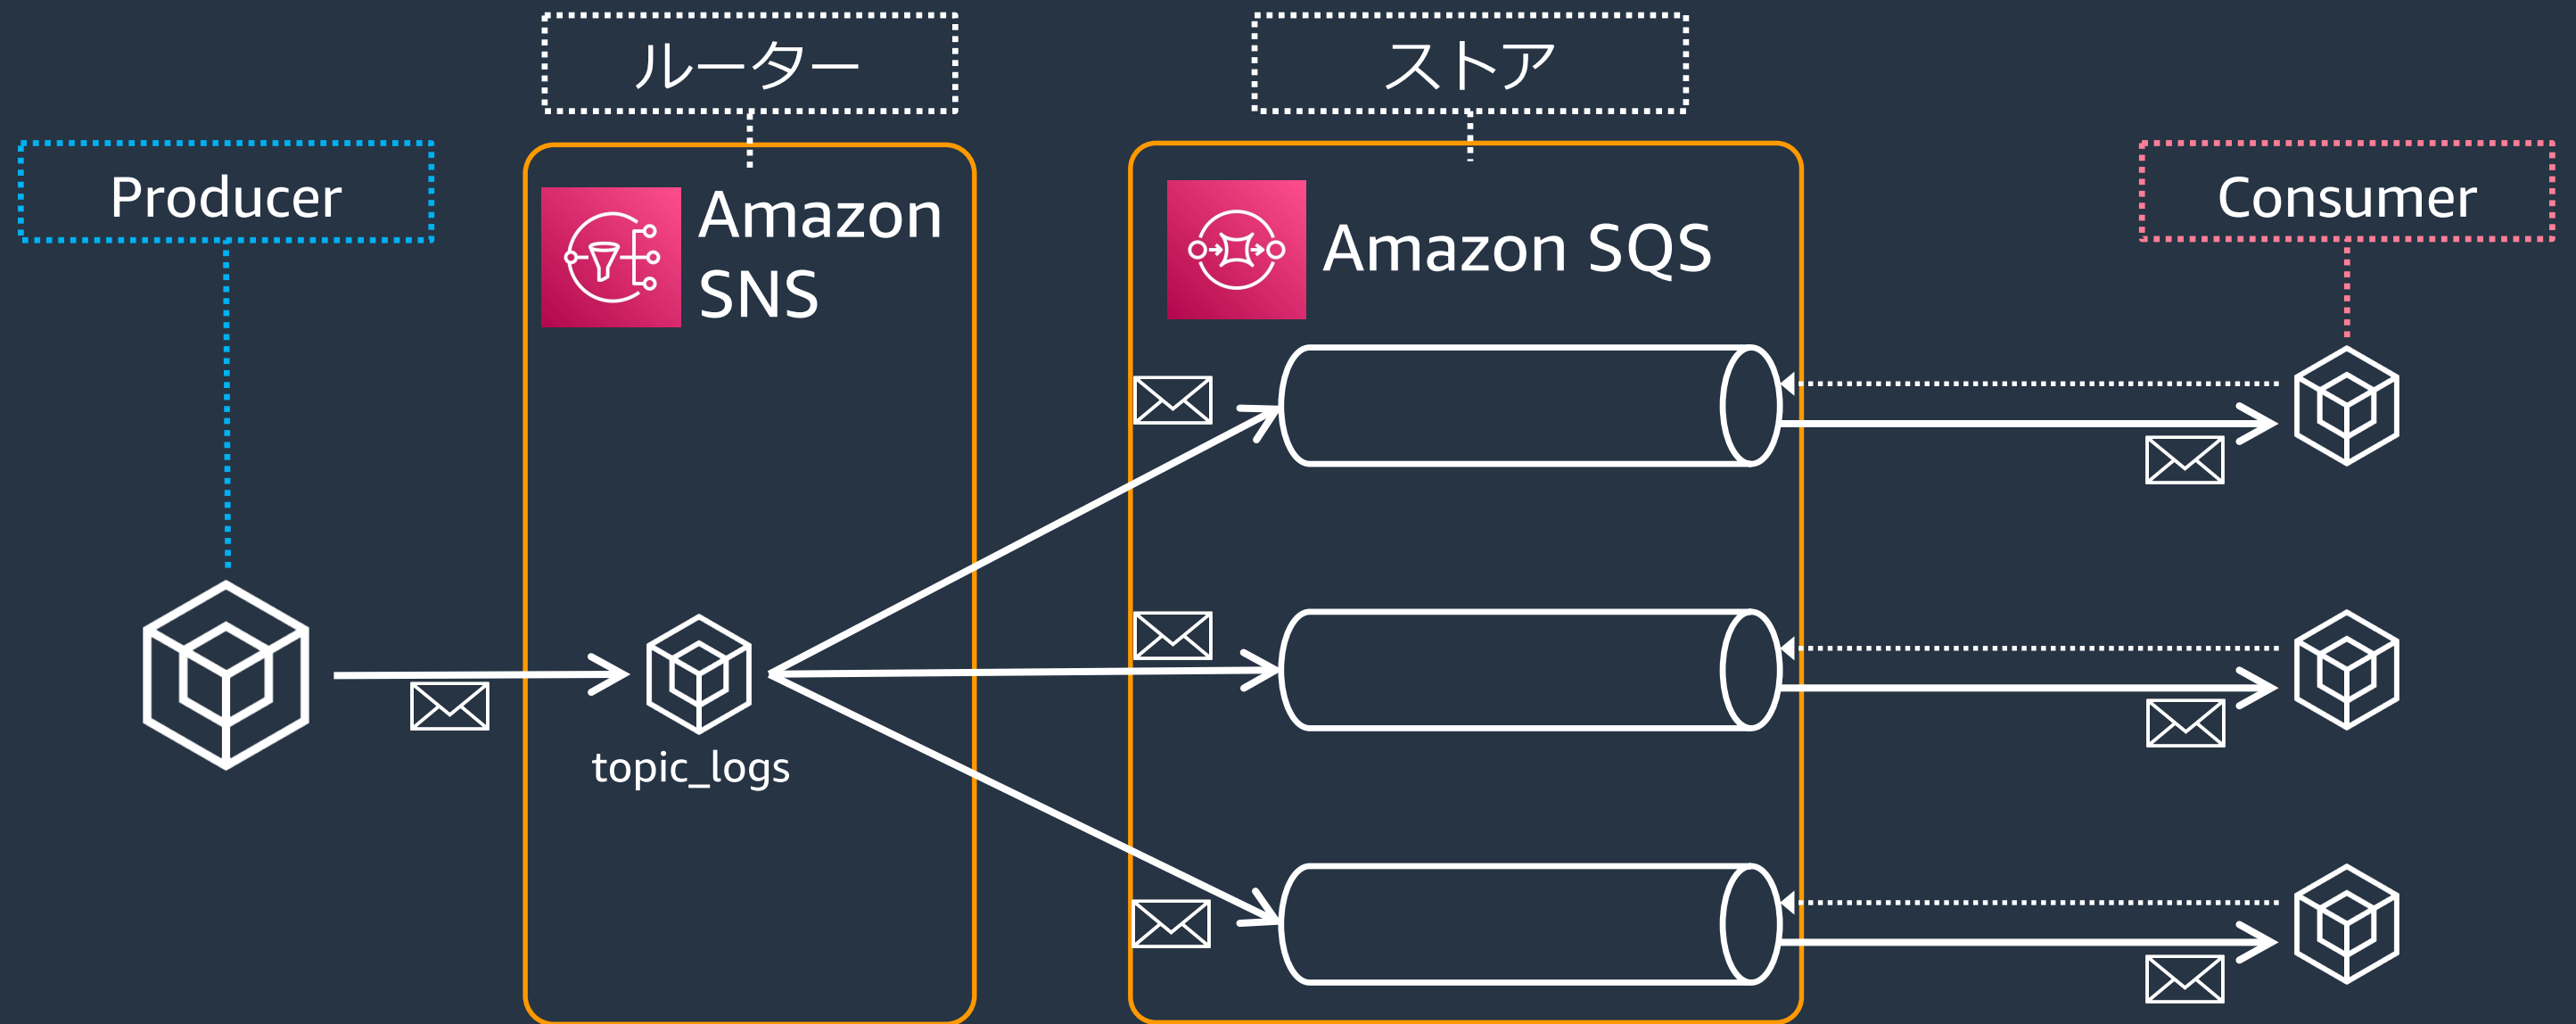 ルーター
ストア
Producer
Consumer
Amazon
SNS
Amazon SQS
topic_logs